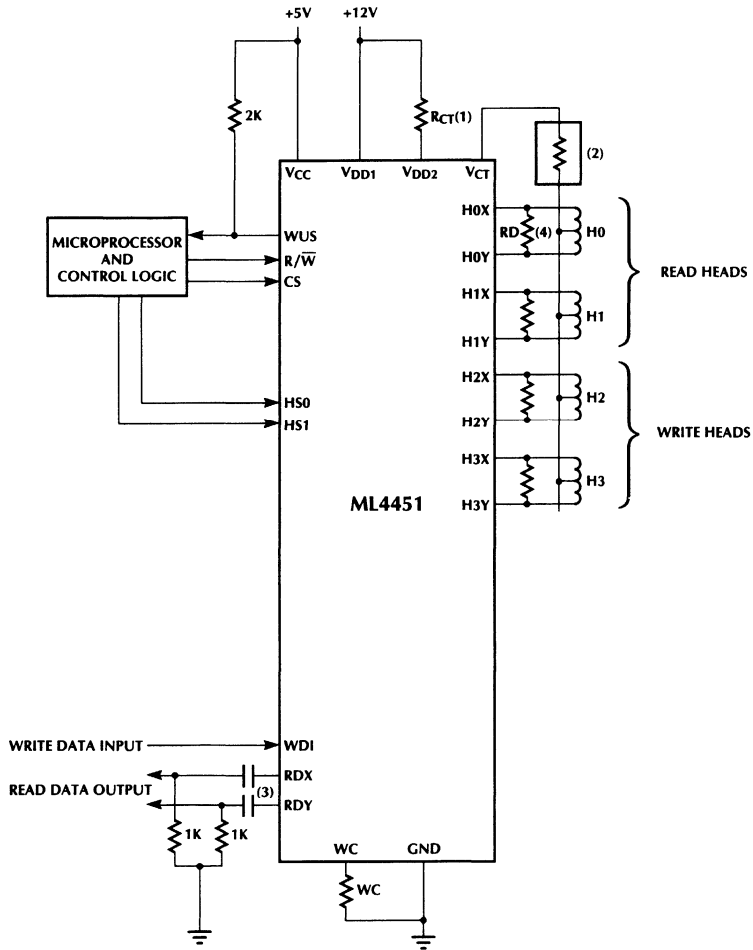 +5V
+12V
2K
RCT(1)
(2)
VCC
VDD1
VDD2
VCT
MICROPROCESSOR
AND
CONTROL LOGIC
WUS
R/W̅
CS
HS0
HS1
H0X
RD
(4)
H0
H0Y
H1X
H1
H1Y
READ HEADS
H2X
H2
H2Y
H3X
H3
H3Y
WRITE HEADS
ML4451
WRITE DATA INPUT
WDI
READ DATA OUTPUT
RDX
(3)
RDY
1K
1K
WC
GND
WC